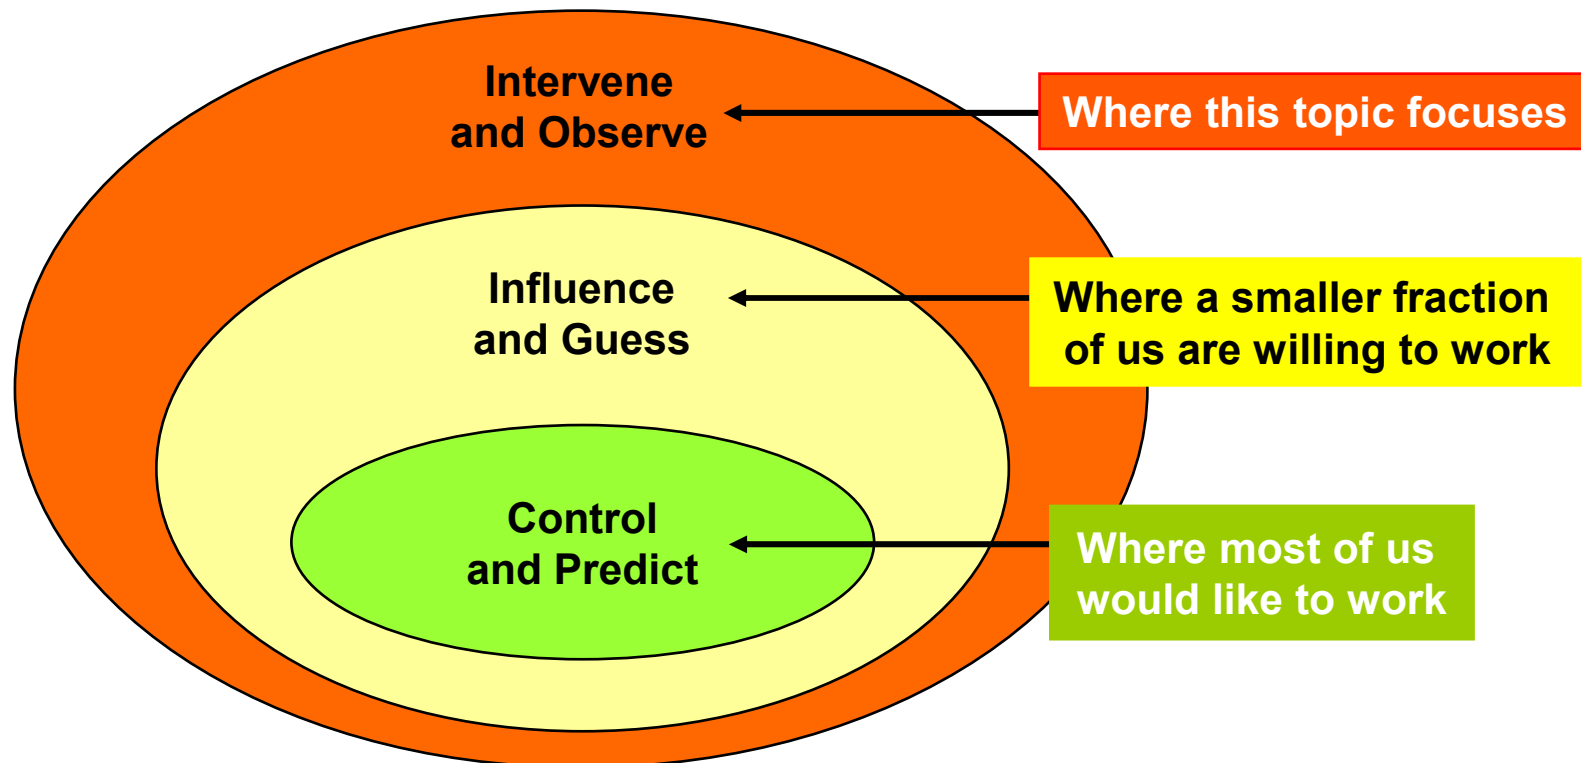 Intervene
and Observe
Where this topic focuses
Influence
and Guess
Where a smaller fraction
of us are willing to work
Control
and Predict
Where most of us
would like to work